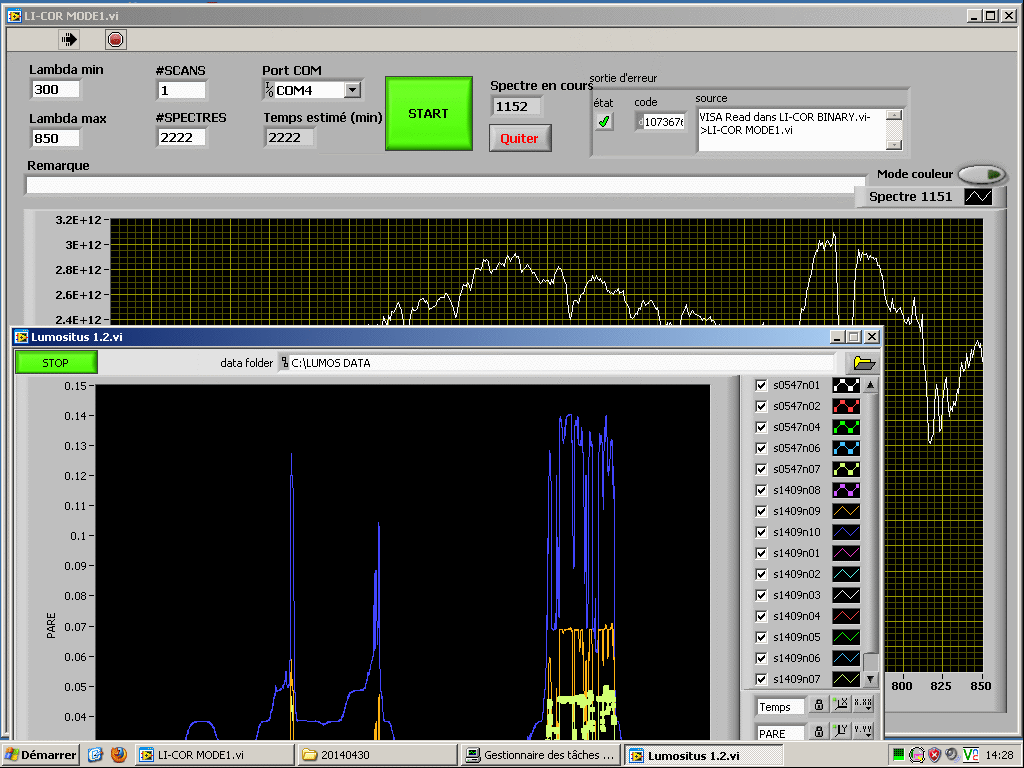 LI-COR MODE1.vi
Lambda min
300
Lambda max
850
#SCANS
1
#SPECTRES
2222
Port COM
COM4
Temps estimé (min)
2222
START
Spectre en cours
1152
Quiter
sortie d'erreur
état
code
d 1073676
source
VISA Read dans LI-COR BINARY.vi-
>LI-COR MODE1.vi
Remarque
Mode couleur
Spectre 1151
3.2E+12
3E+12
2.8E+12
2.6E+12
2.4E+12
800 825 850
Lumositus 1.2.vi
STOP
data folder
C:\LUMOS DATA
0.15
0.14
0.13
0.12
0.11
0.1
0.09
0.08
0.07
0.06
0.05
0.04
PARE
s0547n01
s0547n02
s0547n04
s0547n06
s0547n07
s1409n08
s1409n09
s1409n10
s1409n01
s1409n02
s1409n03
s1409n04
s1409n05
s1409n06
s1409n07
Temps
X.XX
PARE
Y.YY
Démarrer
LI-COR MODE1.vi
20140430
Gestionnaire des tâches ...
Lumositus 1.2.vi
14:28